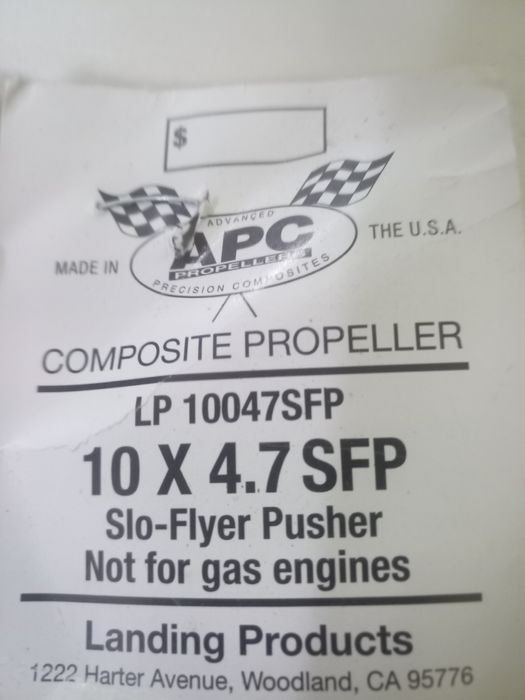 $
ADVANCED
APC
PROPELLERS
PRECISION COMPOSITES
MADE IN
THE U.S.A.
COMPOSITE PROPELLER
LP 10047SFP
10 X 4.7 SFP
Slo-Flyer Pusher
Not for gas engines
Landing Products
1222 Harter Avenue, Woodland, CA 95776